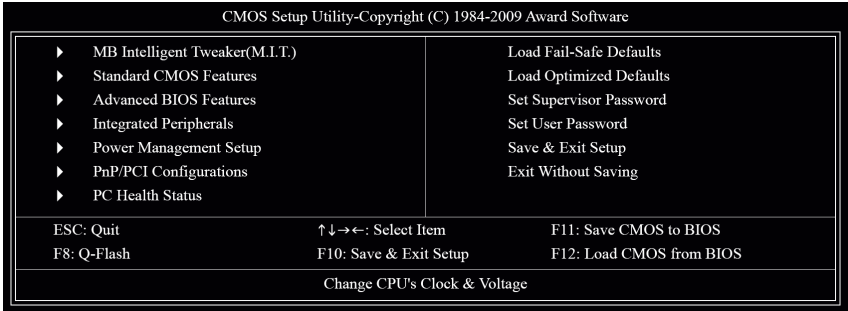 CMOS Setup Utility-Copyright (C) 1984-2009 Award Software
MB Intelligent Tweaker(M.I.T.)
Standard CMOS Features
Advanced BIOS Features
Integrated Peripherals
Power Management Setup
PnP/PCI Configurations
PC Health Status
Load Fail-Safe Defaults
Load Optimized Defaults
Set Supervisor Password
Set User Password
Save & Exit Setup
Exit Without Saving
ESC: Quit
↑↓→←: Select Item
F11: Save CMOS to BIOS
F8: Q-Flash
F10: Save & Exit Setup
F12: Load CMOS from BIOS
Change CPU's Clock & Voltage